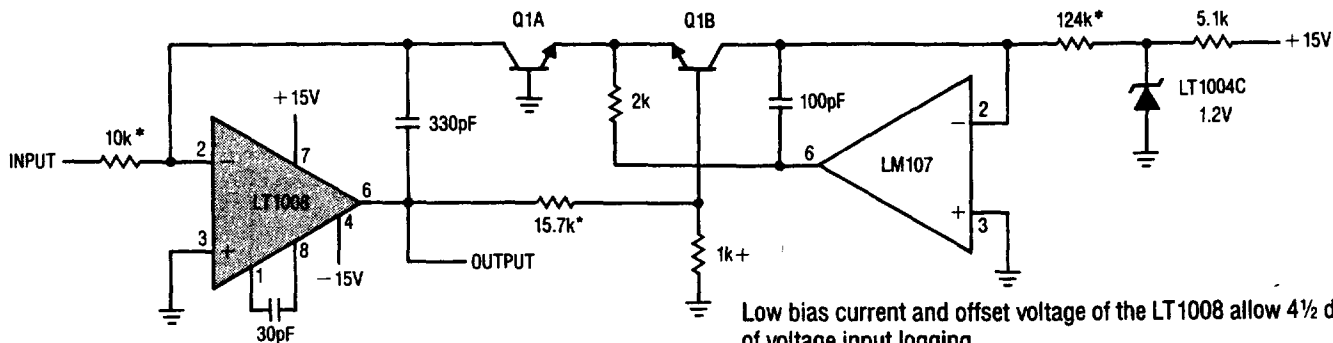 Q1A
Q1B
124k*
5.1k
+15V
+15V
330pF
2k
100pF
2
LT1004C
1.2V
10k*
7
INPUT
2
−
6
LM107
−
LT1008
6
15.7k*
+
3
3
+
4
8
1
−15V
OUTPUT
1k+
30pF
Low bias current and offset voltage of the LT1008 allow 4½ d
of voltage input logging